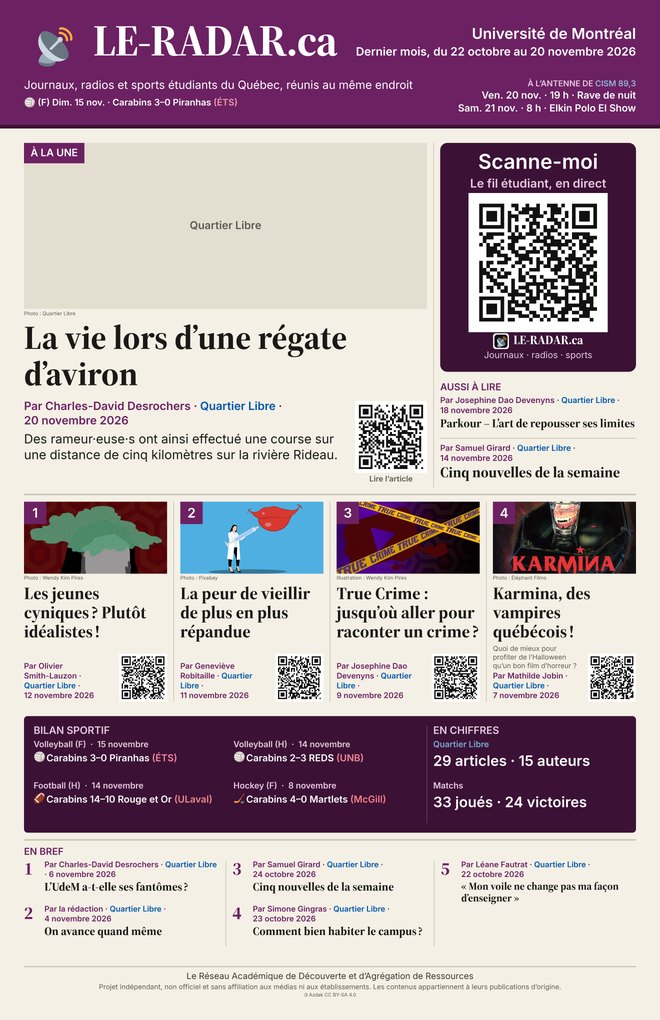 LE-RADAR.ca
Université de Montréal
Dernier mois, du 22 octobre au 20 novembre 2026
Journaux, radios et sports étudiants du Québec, réunis au même endroit
(F) Dim. 15 nov. · Carabins 3–0 Piranhas (ÉTS)
À L'ANTENNE DE CISM 89,3
Ven. 20 nov. · 19 h · Rave de nuit
Sam. 21 nov. · 8 h · Elkin Polo El Show
À LA UNE
Quartier Libre
Photo : Quartier Libre
La vie lors d'une régate
d'aviron
Par Charles-David Desrochers · Quartier Libre ·
20 novembre 2026
Des rameur·euse·s ont ainsi effectué une course sur
une distance de cinq kilomètres sur la rivière Rideau.
Lire l'article
Scanne-moi
Le fil étudiant, en direct
LE-RADAR.ca
Journaux · radios · sports
AUSSI À LIRE
Par Josephine Dao Devenyns · Quartier Libre ·
18 novembre 2026
Parkour – L'art de repousser ses limites
Par Samuel Girard · Quartier Libre ·
14 novembre 2026
Cinq nouvelles de la semaine
1
Photo : Wendy Kim Pires
Les jeunes
cyniques ? Plutôt
idéalistes !
Par Olivier
Smith-Lauzon ·
Quartier Libre ·
12 novembre 2026
2
Photo : Pixabay
La peur de vieillir
de plus en plus
répandue
Par Geneviève
Robitaille · Quartier
Libre ·
11 novembre 2026
3
TRUE CRIME TRUE CRIME
CRIME TRUE CRIME TRUE CRIME
Illustration : Wendy Kim Pires
True Crime :
jusqu'où aller pour
raconter un crime ?
Par Josephine Dao
Devenyns · Quartier
Libre ·
9 novembre 2026
4
KARMINA
Photo : Éléphant Films
Karmina, des
vampires
québécois !
Quoi de mieux pour
profiter de l'Halloween
qu'un bon film d'horreur ?
Par Mathilde Jobin ·
Quartier Libre ·
7 novembre 2026
BILAN SPORTIF
Volleyball (F) · 15 novembre
Carabins 3–0 Piranhas (ÉTS)
Volleyball (H) · 14 novembre
Carabins 2–3 REDS (UNB)
Football (H) · 14 novembre
Carabins 14–10 Rouge et Or (ULaval)
Hockey (F) · 8 novembre
Carabins 4–0 Martlets (McGill)
EN CHIFFRES
Quartier Libre
29 articles · 15 auteurs
Matchs
33 joués · 24 victoires
EN BREF
1
Par Charles-David Desrochers · Quartier Libre
· 6 novembre 2026
L'UdeM a-t-elle ses fantômes ?
2
Par la rédaction · Quartier Libre ·
4 novembre 2026
On avance quand même
3
Par Samuel Girard · Quartier Libre ·
24 octobre 2026
Cinq nouvelles de la semaine
4
Par Simone Gingras · Quartier Libre ·
23 octobre 2026
Comment bien habiter le campus ?
5
Par Léane Fautrat · Quartier Libre ·
22 octobre 2026
« Mon voile ne change pas ma façon
d'enseigner »
Le Réseau Académique de Découverte et d'Agrégation de Ressources
Projet indépendant, non officiel et sans affiliation aux médias ni aux établissements. Les contenus appartiennent à leurs publications d'origine.
© Azdak CC BY-SA 4.0